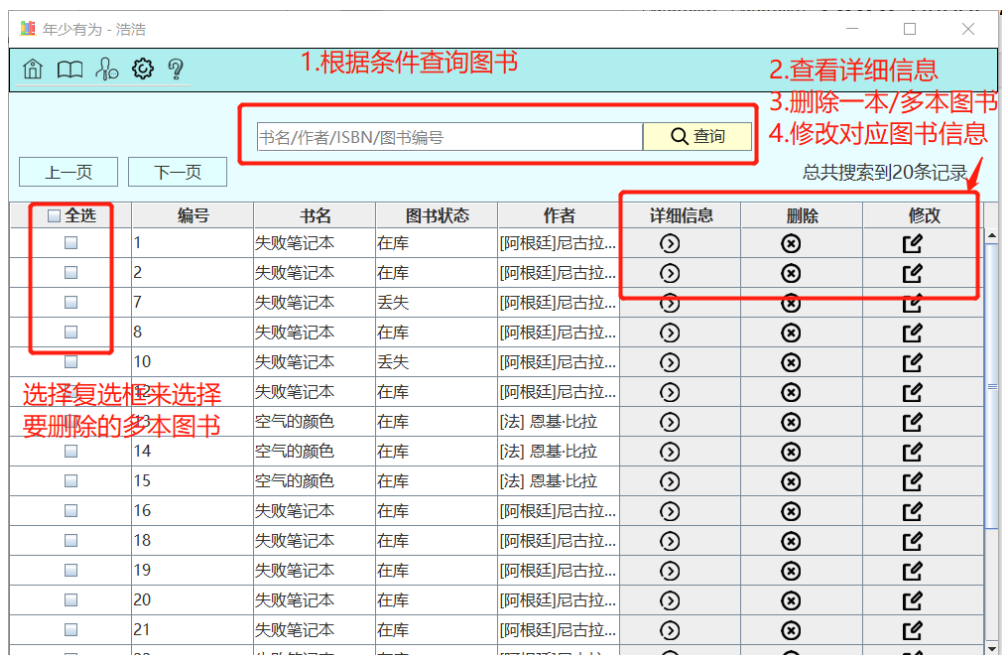 年少有为 - 浩浩
1.根据条件查询图书
2.查看详细信息
3.删除一本/多本图书
4.修改对应图书信息
书名/作者/ISBN/图书编号
查询
上一页
下一页
总共搜索到20条记录
全选 编号 书名 图书状态 作者 详细信息 删除 修改
1 失败笔记本 在库 [阿根廷]尼古拉...
2 失败笔记本 在库 [阿根廷]尼古拉...
7 失败笔记本 丢失 [阿根廷]尼古拉...
8 失败笔记本 在库 [阿根廷]尼古拉...
10 失败笔记本 丢失 [阿根廷]尼古拉...
12 失败笔记本 在库 [阿根廷]尼古拉...
13 空气的颜色 在库 [法] 恩基·比拉
14 空气的颜色 在库 [法] 恩基·比拉
15 空气的颜色 在库 [法] 恩基·比拉
16 失败笔记本 在库 [阿根廷]尼古拉...
18 失败笔记本 在库 [阿根廷]尼古拉...
19 失败笔记本 在库 [阿根廷]尼古拉...
20 失败笔记本 在库 [阿根廷]尼古拉...
21 失败笔记本 在库 [阿根廷]尼古拉...
选择复选框来选择
要删除的多本图书